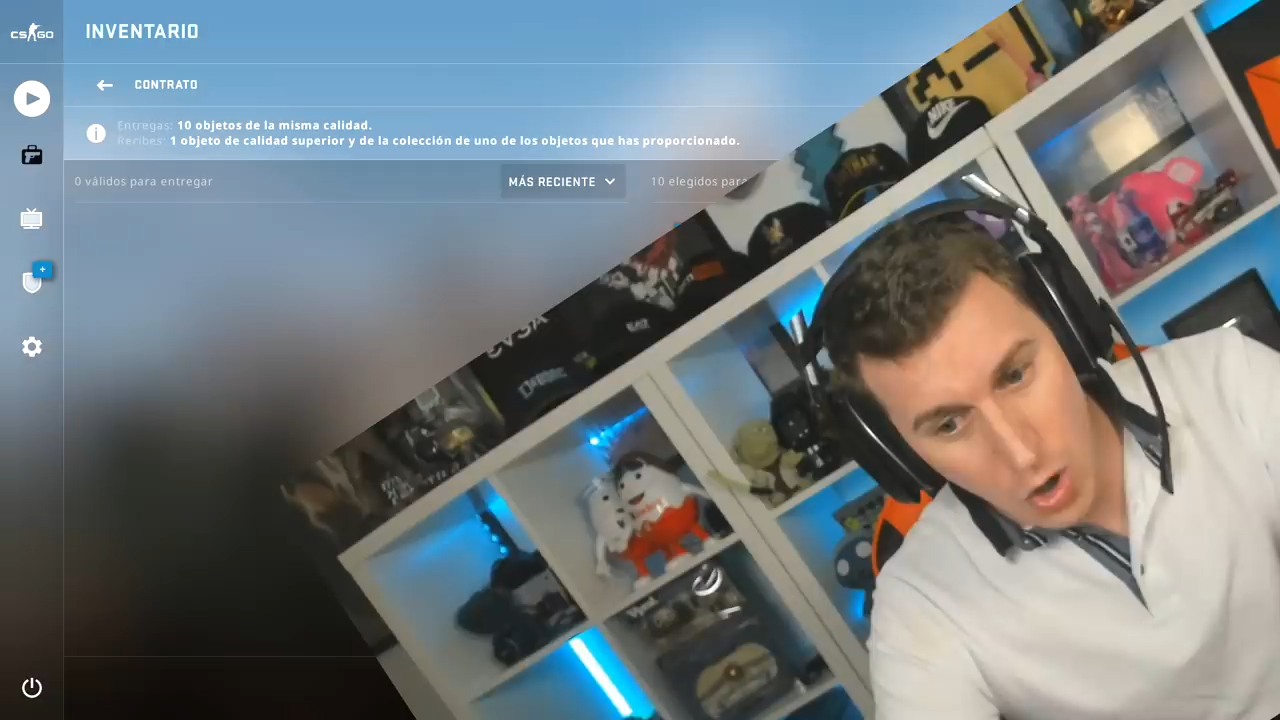 CS GO
INVENTARIO
CONTRATO
Entregas: 10 objetos de la misma calidad.
Recibes: 1 objeto de calidad superior y de la colección de uno de los objetos que has proporcionado.
0 válidos para entregar
MÁS RECIENTE
10 elegidos para